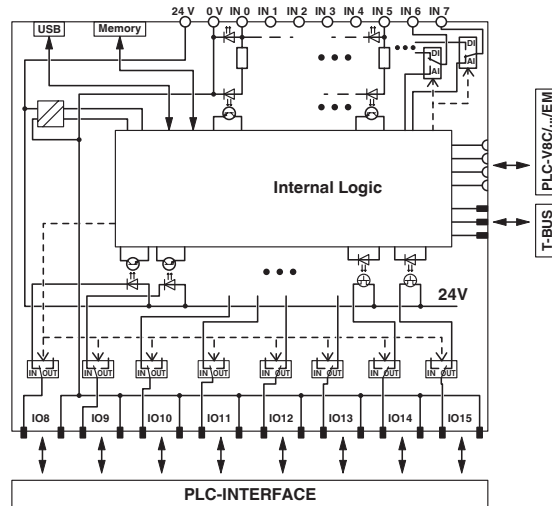 24 V 0 V IN 0 IN 1 IN 2 IN 3 IN 4 IN 5 IN 6 IN 7
USB Memory
DI
AI
DI
AI
PLC-V8C/.../EM
Internal Logic
T-BUS
24V
IN OUT IN OUT IN OUT IN OUT IN OUT IN OUT IN OUT IN OUT
IO8 IO9 IO10 IO11 IO12 IO13 IO14 IO15
PLC-INTERFACE